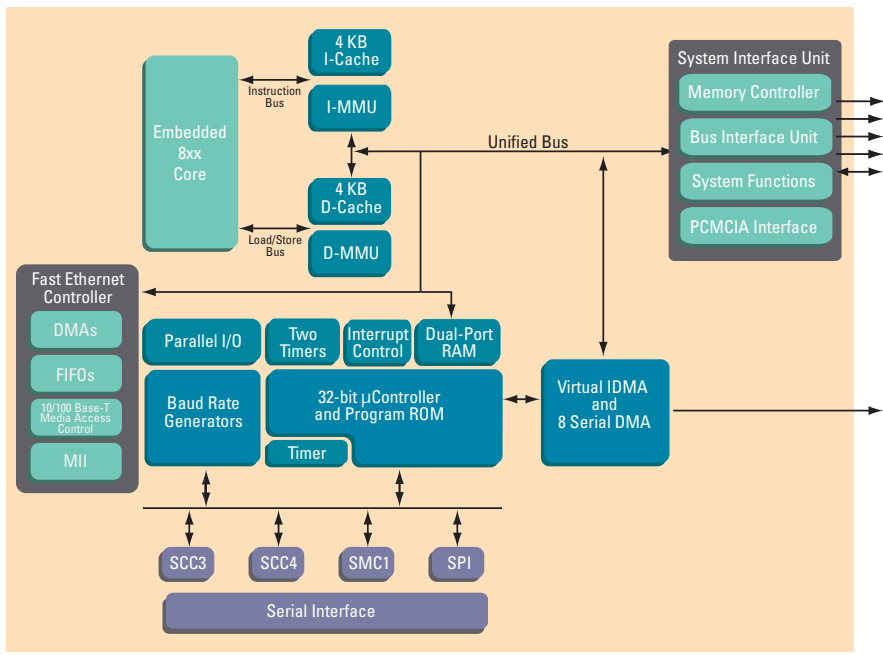 4 KB
I-Cache
Instruction
Bus
I-MMU
Embedded
8xx
Core
4 KB
D-Cache
Load/Store
Bus
D-MMU
Unified Bus
System Interface Unit
Memory Controller
Bus Interface Unit
System Functions
PCMCIA Interface
Fast Ethernet
Controller
DMAs
FIFOs
10/100 Base-T
Media Access
Control
MII
Parallel I/O
Two
Timers
Interrupt
Control
Dual-Port
RAM
Baud Rate
Generators
32-bit µController
and Program ROM
Timer
Virtual IDMA
and
8 Serial DMA
SCC3
SCC4
SMC1
SPI
Serial Interface